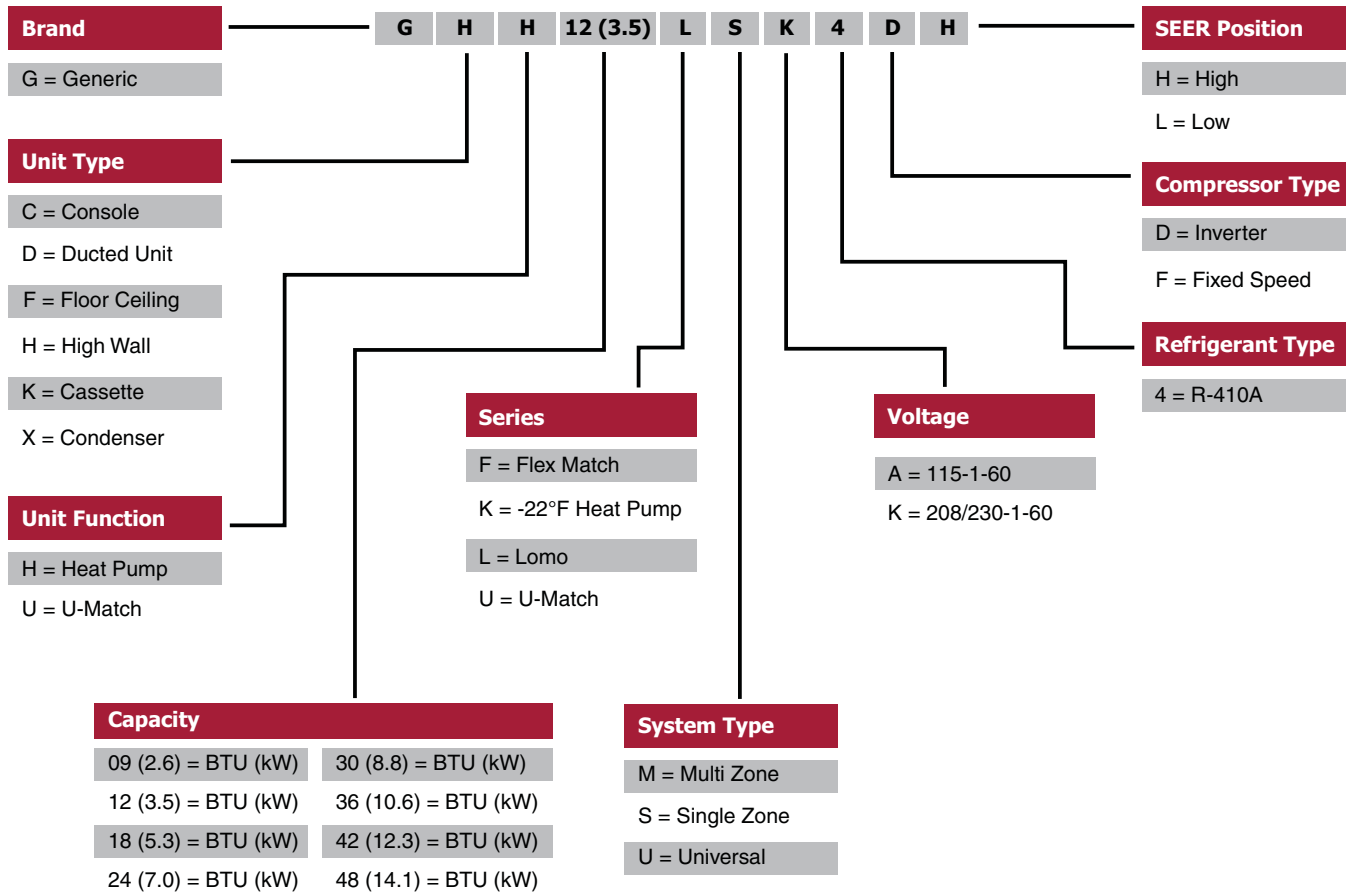 G H H 12 (3.5) L S K 4 D H
Brand
G = Generic
Unit Type
C = Console
D = Ducted Unit
F = Floor Ceiling
H = High Wall
K = Cassette
X = Condenser
Unit Function
H = Heat Pump
U = U-Match
Capacity
09 (2.6) = BTU (kW) 30 (8.8) = BTU (kW)
12 (3.5) = BTU (kW) 36 (10.6) = BTU (kW)
18 (5.3) = BTU (kW) 42 (12.3) = BTU (kW)
24 (7.0) = BTU (kW) 48 (14.1) = BTU (kW)
Series
F = Flex Match
K = -22°F Heat Pump
L = Lomo
U = U-Match
System Type
M = Multi Zone
S = Single Zone
U = Universal
Voltage
A = 115-1-60
K = 208/230-1-60
SEER Position
H = High
L = Low
Compressor Type
D = Inverter
F = Fixed Speed
Refrigerant Type
4 = R-410A